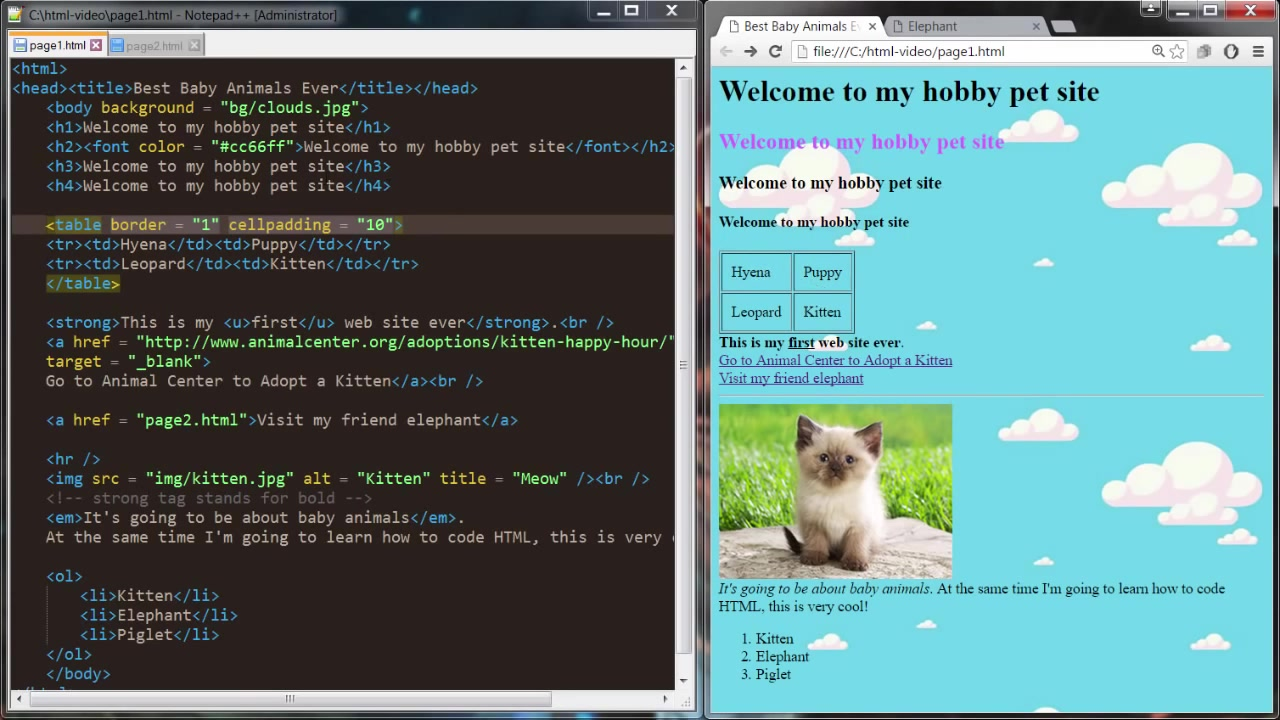 C:\html-video\page1.html - Notepad++ [Administrator]
page1.html page2.html
<html>
<head><title>Best Baby Animals Ever</title></head>
<body background = "bg/clouds.jpg">
<h1>Welcome to my hobby pet site</h1>
<h2><font color = "#cc66ff">Welcome to my hobby pet site</font></h2>
<h3>Welcome to my hobby pet site</h3>
<h4>Welcome to my hobby pet site</h4>
<table border = "1" cellpadding = "10">
<tr><td>Hyena</td><td>Puppy</td></tr>
<tr><td>Leopard</td><td>Kitten</td></tr>
</table>
<strong>This is my <u>first</u> web site ever</strong>.<br />
<a href = "http://www.animalcenter.org/adoptions/kitten-happy-hour/"
target = "_blank">
Go to Animal Center to Adopt a Kitten</a><br />
<a href = "page2.html">Visit my friend elephant</a>
<hr />
<img src = "img/kitten.jpg" alt = "Kitten" title = "Meow" /><br />
<!-- strong tag stands for bold -->
<em>It's going to be about baby animals</em>.
At the same time I'm going to learn how to code HTML, this is very
<ol>
<li>Kitten</li>
<li>Elephant</li>
<li>Piglet</li>
</ol>
</body>
Best Baby Animals Elephant
file:///C:/html-video/page1.html
Welcome to my hobby pet site
Welcome to my hobby pet site
Welcome to my hobby pet site
Welcome to my hobby pet site
Hyena Puppy
Leopard Kitten
This is my first web site ever.
Go to Animal Center to Adopt a Kitten
Visit my friend elephant
It's going to be about baby animals. At the same time I'm going to learn how to code
HTML, this is very cool!
1. Kitten
2. Elephant
3. Piglet